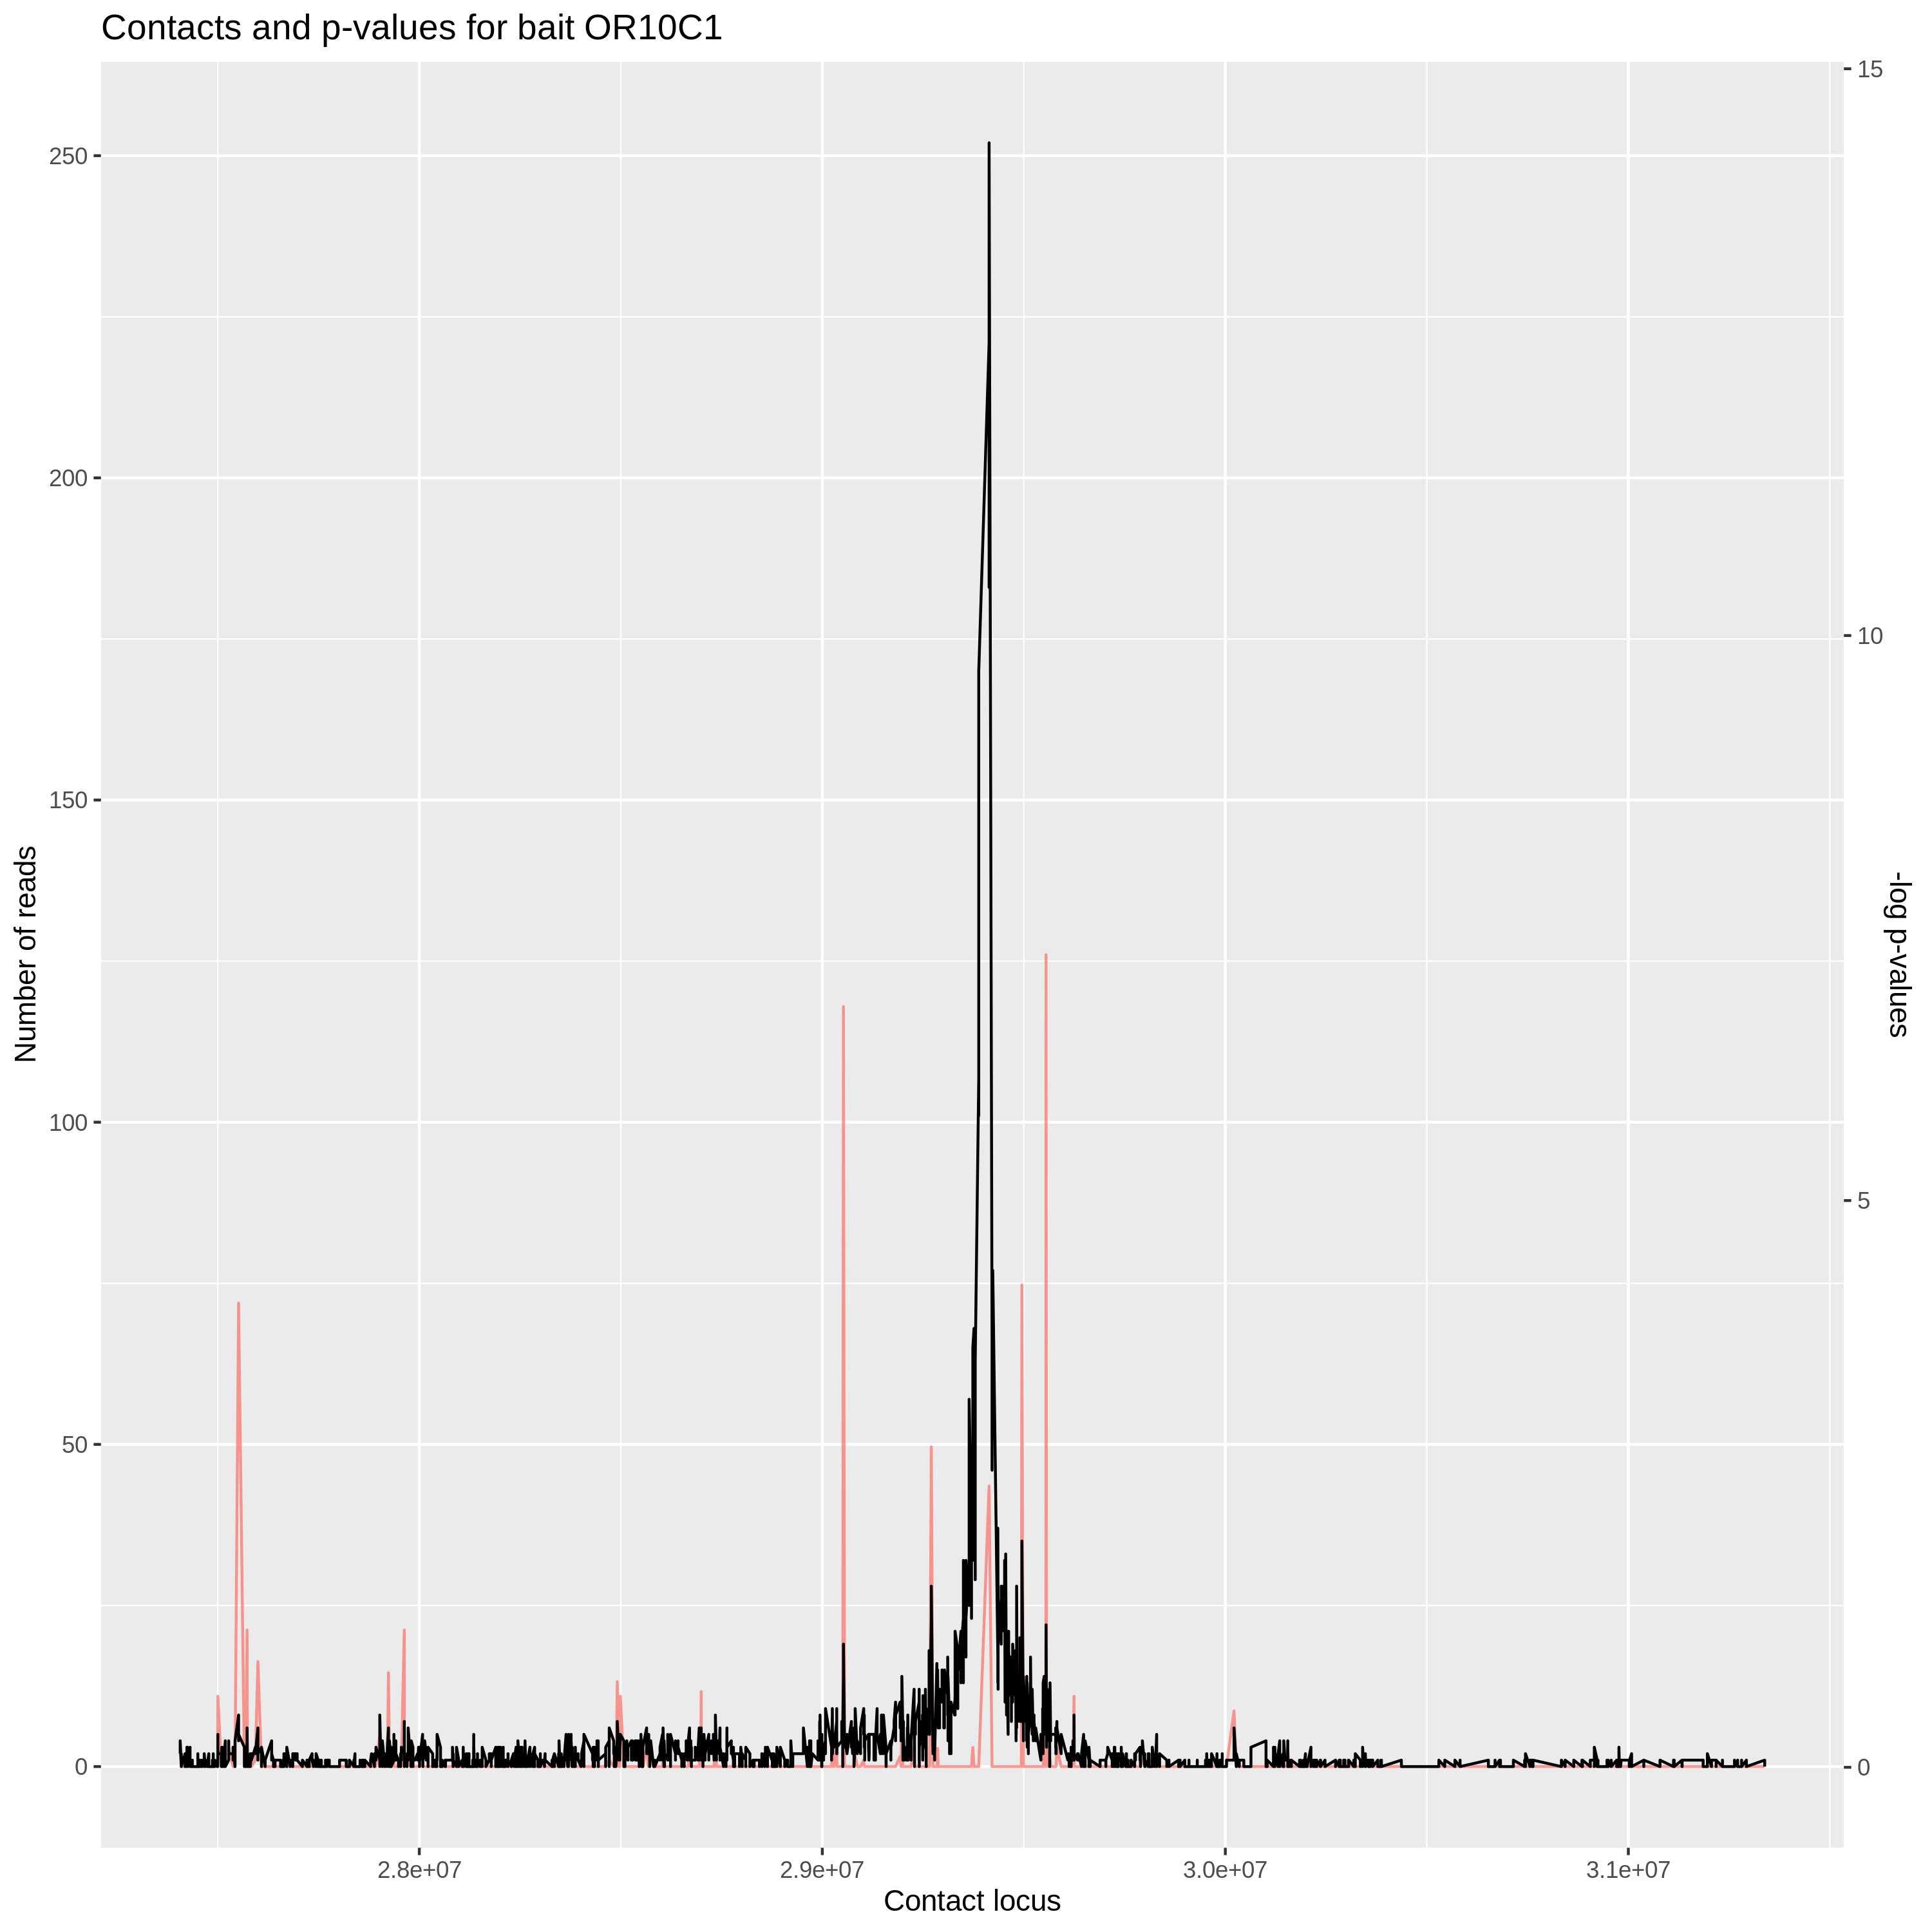 Contacts and p-values for bait OR10C1
15
250
200
10
150
Number of reads
-log p-values
100
5
50
0
0
2.8e+07
2.9e+07
3.0e+07
3.1e+07
Contact locus